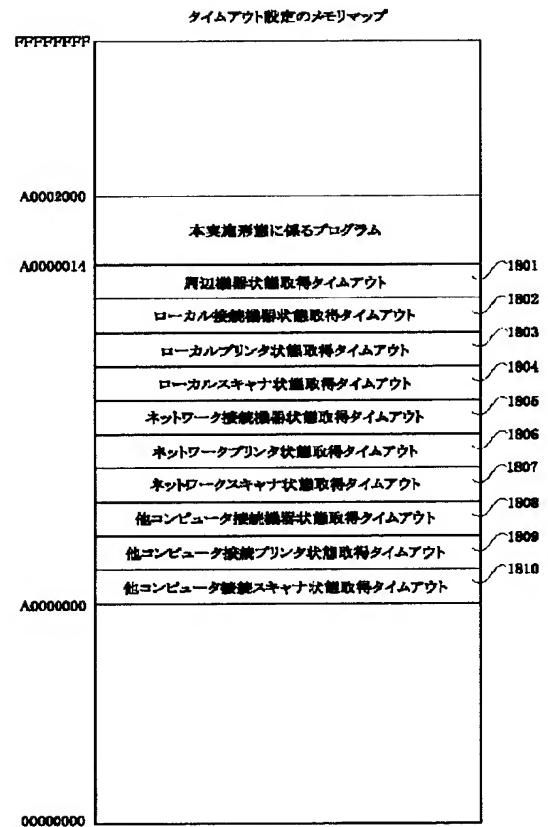 タイムアウト設定のメモリマップ
FFFFFFFF
A0002000
本実施形態に係るプログラム
A0000014
周辺機器状態取得タイムアウト
1801
ローカル接続機器状態取得タイムアウト
1802
ローカルプリンタ状態取得タイムアウト
1803
ローカルスキャナ状態取得タイムアウト
1804
ネットワーク接続機器状態取得タイムアウト
1805
ネットワークプリンタ状態取得タイムアウト
1806
ネットワークスキャナ状態取得タイムアウト
1807
他コンピュータ接続機器状態取得タイムアウト
1808
他コンピュータ接続プリンタ状態取得タイムアウト
1809
他コンピュータ接続スキャナ状態取得タイムアウト
1810
A0000000
00000000